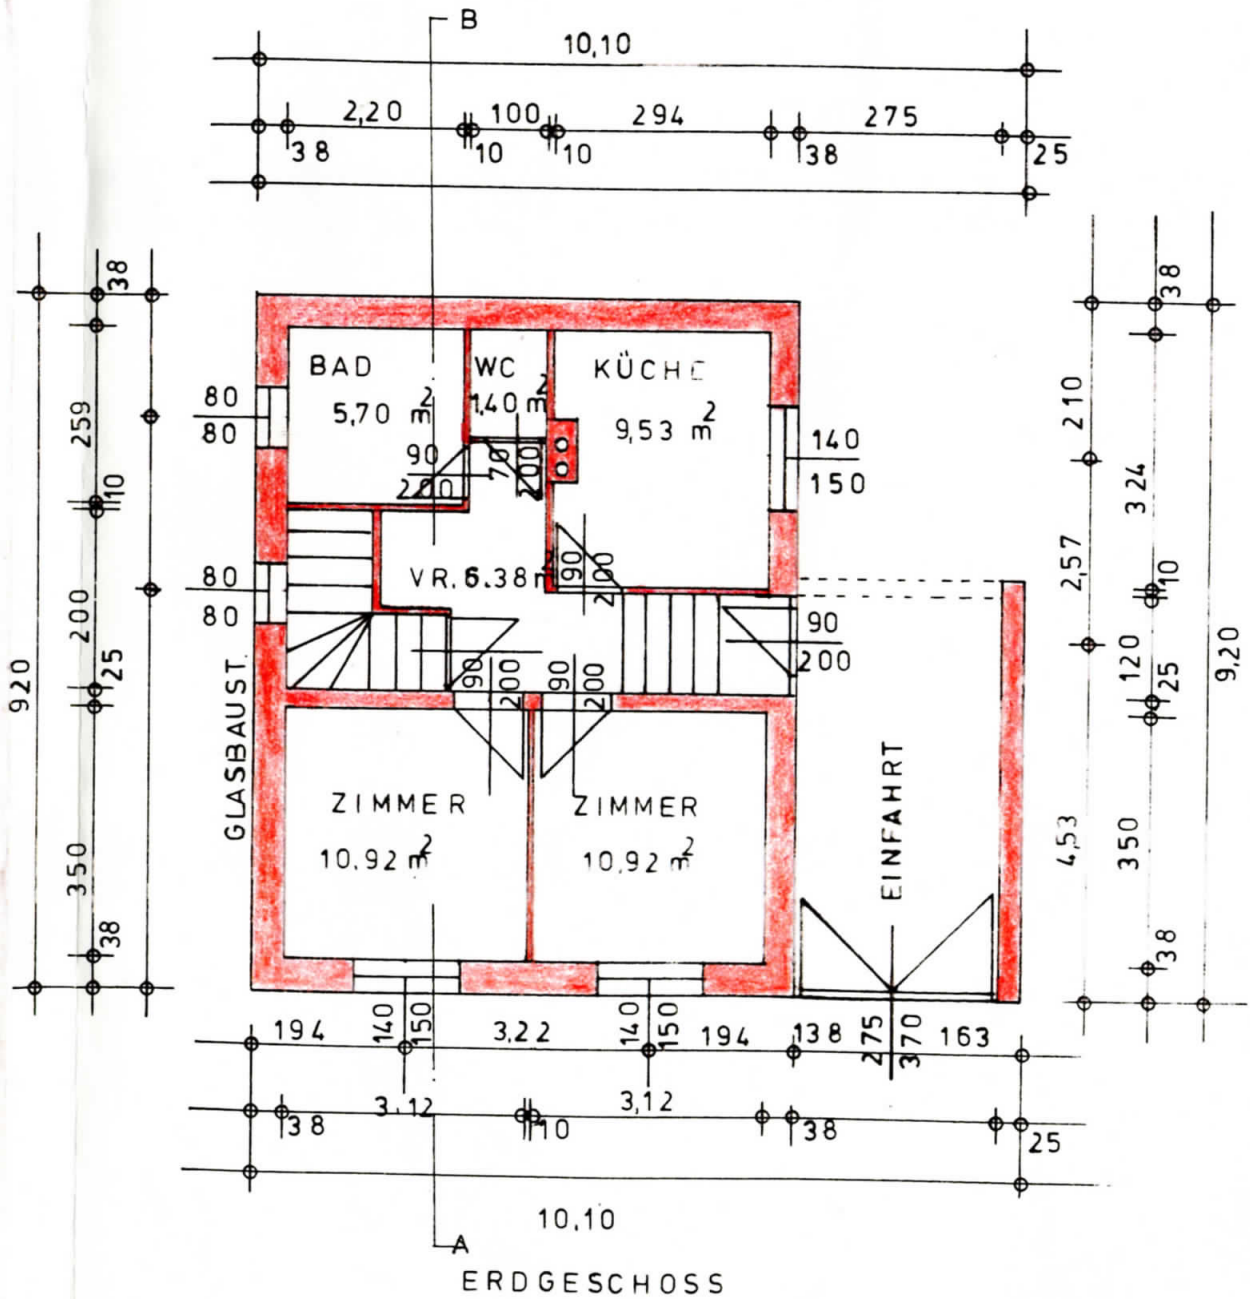 B
10,10
2,20 100 294 275
38 10 10 38 25
38
259
10
200
25
350
38
920
80
80
80
80
GLASBAUST.
BAD
5,70 m²
WC
1,40 m²
KÜCHE
9,53 m²
90
200
70
200
140
150
VR. 6.38 m²
90
200
90
200
90
200
90
200
ZIMMER
10,92 m²
ZIMMER
10,92 m²
EINFAHRT
38
210
324
2,57
10
120
25
9,20
4,53
350
38
194 140 150 3,22 140 150 194 138 275 370 163
3,12 3,12
38 10 38 25
10,10
A
ERDGESCHOSS